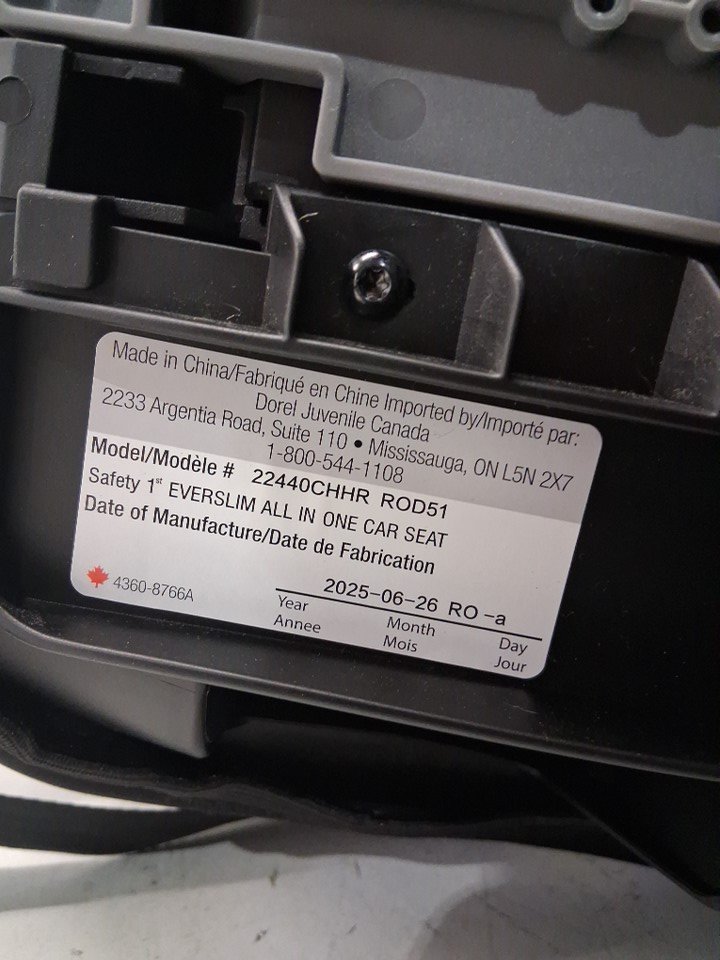 Made in China/Fabriqué en Chine Imported by/Importé par:
Dorel Juvenile Canada
2233 Argentia Road, Suite 110 • Mississauga, ON L5N 2X7
1-800-544-1108
Model/Modèle # 22440CHHR ROD51
Safety 1st EVERSLIM ALL IN ONE CAR SEAT
Date of Manufacture/Date de Fabrication
2025-06-26 RO -a
4360-8766A
Year Month Day
Année Mois Jour